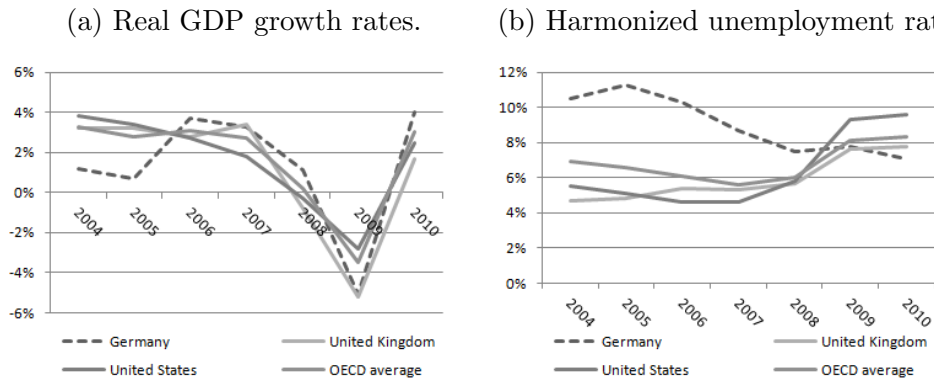 (a) Real GDP growth rates.
6%
4%
2%
0%
-2%
-4%
-6%
2004
2005
2006
2007
2008
2009
2010
Germany
United Kingdom
United States
OECD average
(b) Harmonized unemployment rat
12%
10%
8%
6%
4%
2%
0%
2004
2005
2006
2007
2008
2009
2010
Germany
United Kingdom
United States
OECD average